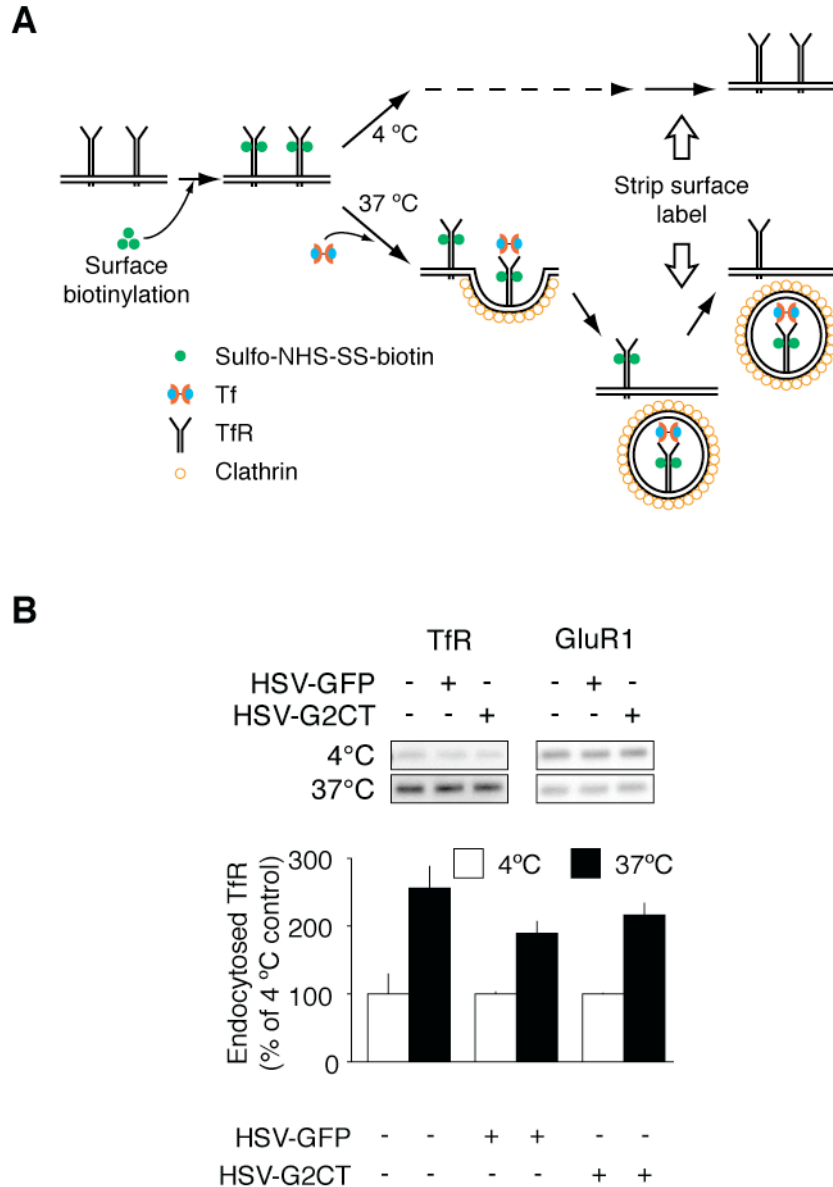 A
4 ºC
37 ºC
Strip surface
label
Surface
biotinylation
Sulfo-NHS-SS-biotin
Tf
TfR
Clathrin
B
TfR GluR1
HSV-GFP - + - - + -
HSV-G2CT - - + - - +
4°C
37°C
Endocytosed TfR
(% of 4 ºC control)
300
200
100
0
4ºC 37ºC
HSV-GFP - - + + - -
HSV-G2CT - - - - + +